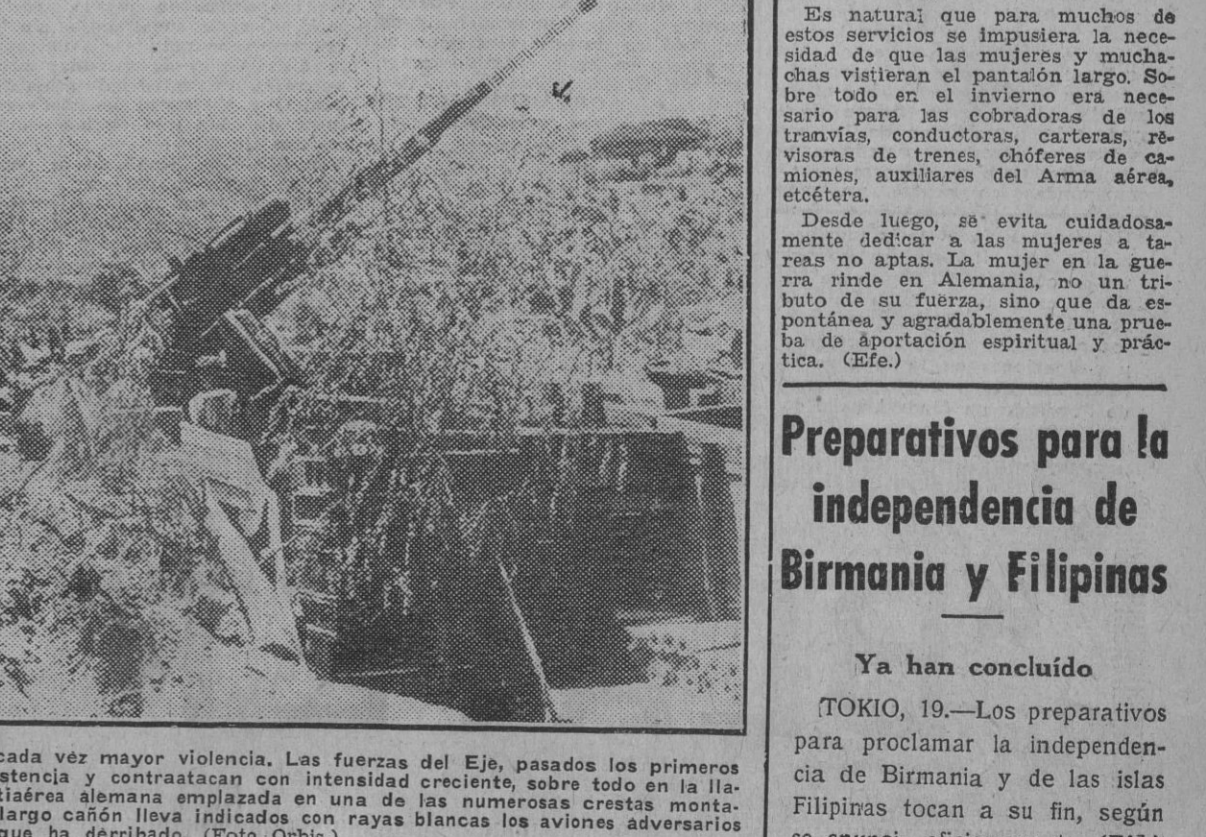 Es natural que para muchos de
estos servicios se impusiera la nece-
sidad de que las mujeres y mucha-
chas vistieran el pantalón largo. So-
bre todo en el invierno era nece-
sario para las cobradoras de los
tranvías, conductoras, carteras, re-
visoras de trenes, chóferes de ca-
miones, auxiliares del Arma aérea,
etcétera.
Desde luego, se evita cuidadosa-
mente dedicar a las mujeres a ta-
reas no aptas. La mujer en la gue-
rra rinde en Alemania, no un tri-
buto de su fuerza, sino que da es-
pontánea y agradablemente una prue-
ba de aportación espiritual y prác-
tica. (Efe.)
Preparativos para la
independencia de
Birmania y Filipinas
Ya han concluído
TOKIO, 19.—Los preparativos
para proclamar la independen-
cia de Birmania y de las islas
Filipinas tocan a su fin, según
cada vez mayor violencia. Las fuerzas del Eje, pasados los primeros
stencia y contraatacan con intensidad creciente, sobre todo en la lla-
tiaérea alemana emplazada en una de las numerosas crestas monta-
largo cañón lleva indicados con rayas blancas los aviones adversarios
que ha derribado. (Foto Orbis.)